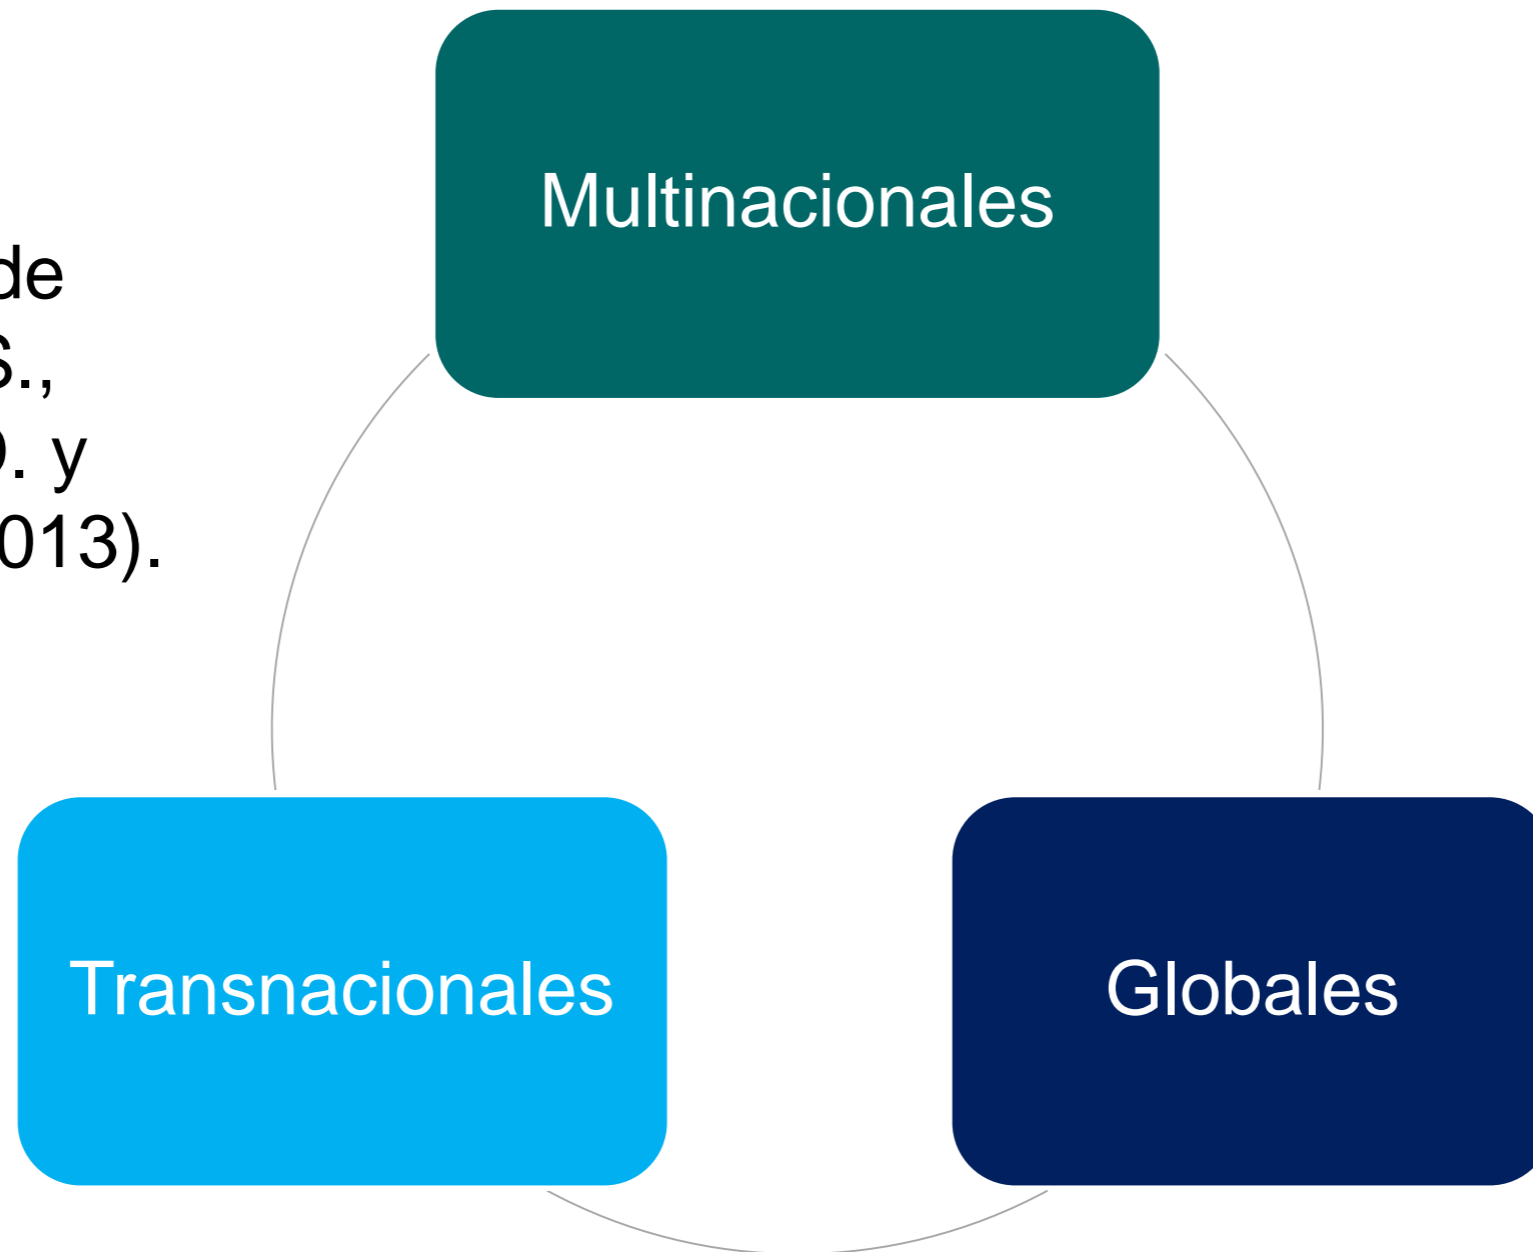 Multinacionales
de
S.,
. y
013).
Transnacionales
Globales